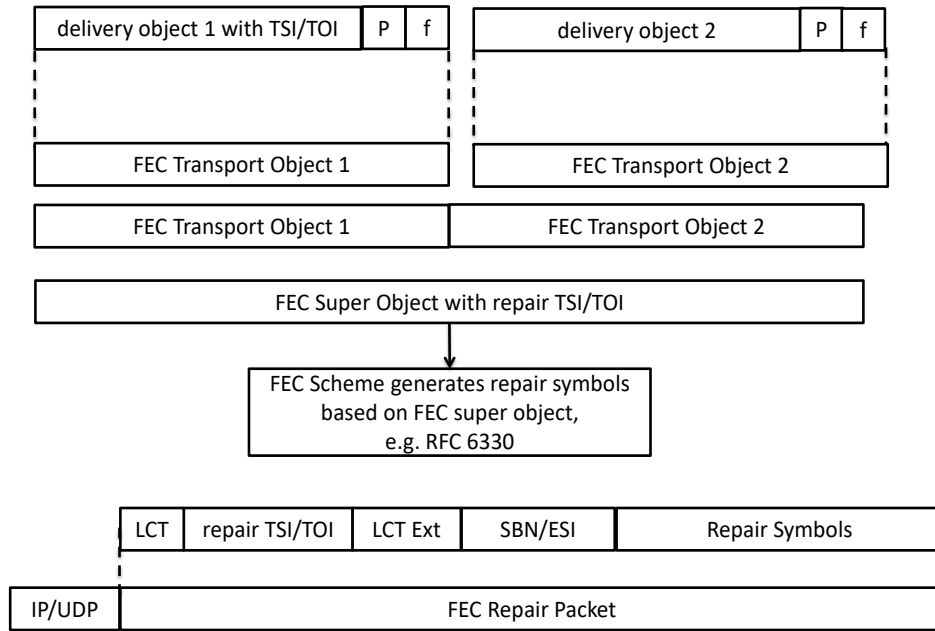 delivery object 1 with TSI/TOI P f delivery object 2 P f
FEC Transport Object 1 FEC Transport Object 2
FEC Transport Object 1 FEC Transport Object 2
FEC Super Object with repair TSI/TOI
FEC Scheme generates repair symbols
based on FEC super object,
e.g. RFC 6330
LCT repair TSI/TOI LCT Ext SBN/ESI Repair Symbols
IP/UDP FEC Repair Packet